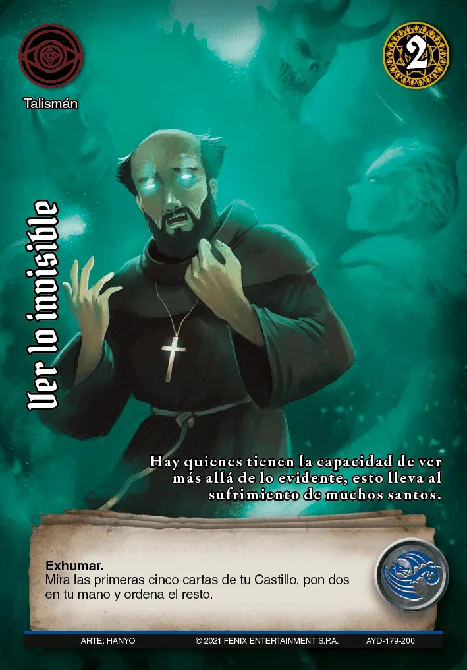 2
Talismán
Ver lo invisible
Hay quienes tienen la capacidad de ver
más allá de lo evidente, esto lleva al
sufrimiento de muchos santos.
Exhumar.
Mira las primeras cinco cartas de tu Castillo, pon dos
en tu mano y ordena el resto.
ARTE: HANYO © 2021 FENIX ENTERTAINMENT S.P.A. AYD-179-200